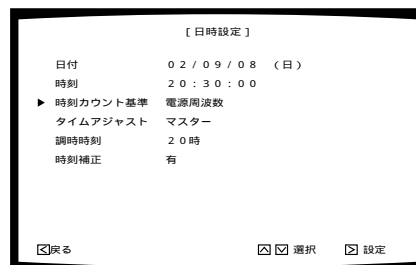 [日時設定]
日付 02/09/08 (日)
時刻 20:30:00
▶ 時刻カウント基準 電源周波数
タイムアジャスト マスター
調時時刻 20時
時刻補正 有
戻る 選択 設定